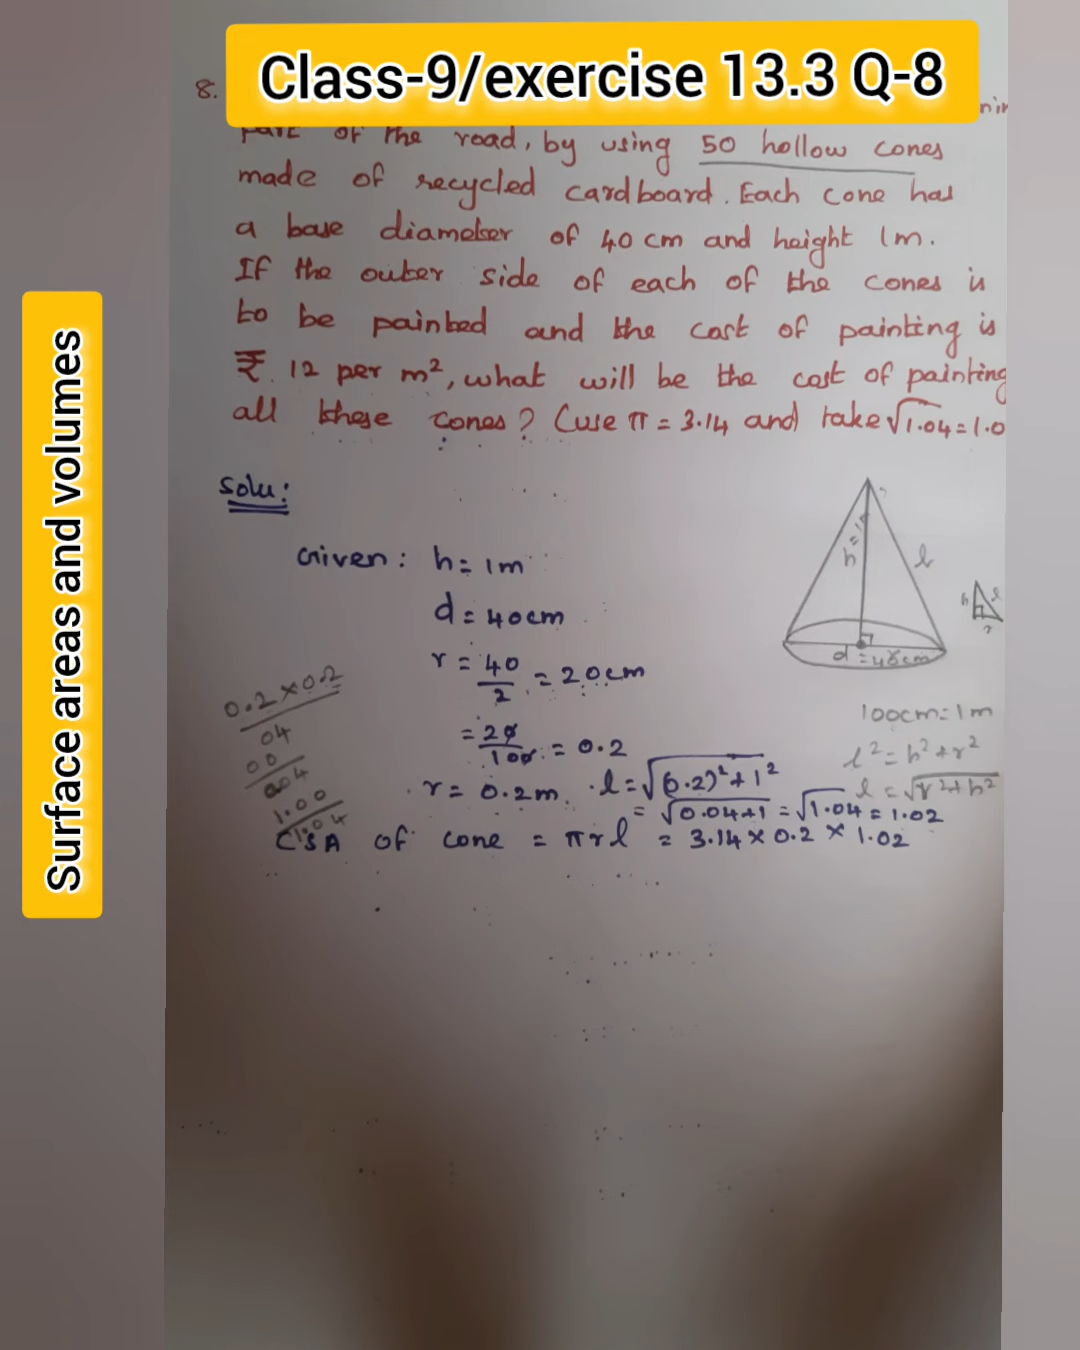 Class-9/exercise 13.3 Q-8
Surface areas and volumes
8.
part of the road, by using 50 hollow cones
made of recycled cardboard. Each cone has
a base diameter of 40 cm and height 1m.
If the outer side of each of the cones is
to be painted and the cost of painting is
₹. 12 per m², what will be the cost of painting
all these cones? (use π = 3.14 and take √1.04 = 1.0
Solu:
Given: h = 1m
d = 40cm
r = 40/2 = 20cm
= 20/100 = 0.2
r = 0.2m. l = √(0.2)² + 1²
= √0.04+1 = √1.04 = 1.02
CSA of cone = πrl = 3.14 × 0.2 × 1.02
0.2 × 0.2
04
00
004
1.00
1.04
h = 1m
l
d = 40cm
h
l
r
100cm = 1m
l² = h² + r²
l = √r² + h²